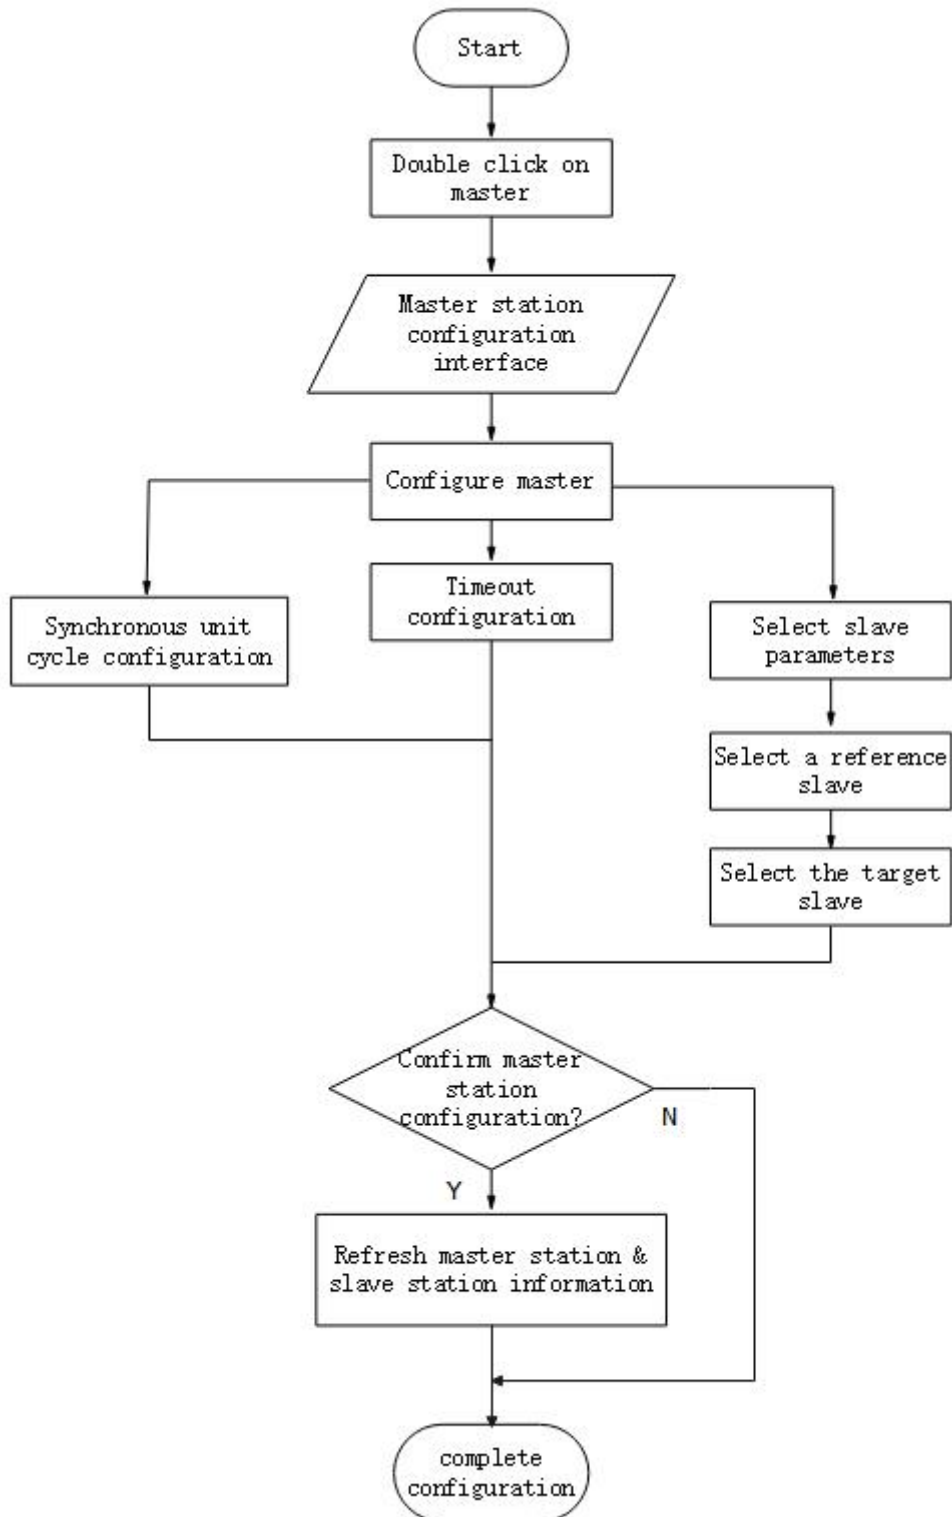 Start
Double click on
master
Master station
configuration
interface
Configure master
Synchronous unit
cycle configuration
Timeout
configuration
Select slave
parameters
Select a reference
slave
Select the target
slave
Confirm master
station
configuration?
N
Y
Refresh master station &
slave station information
complete
configuration